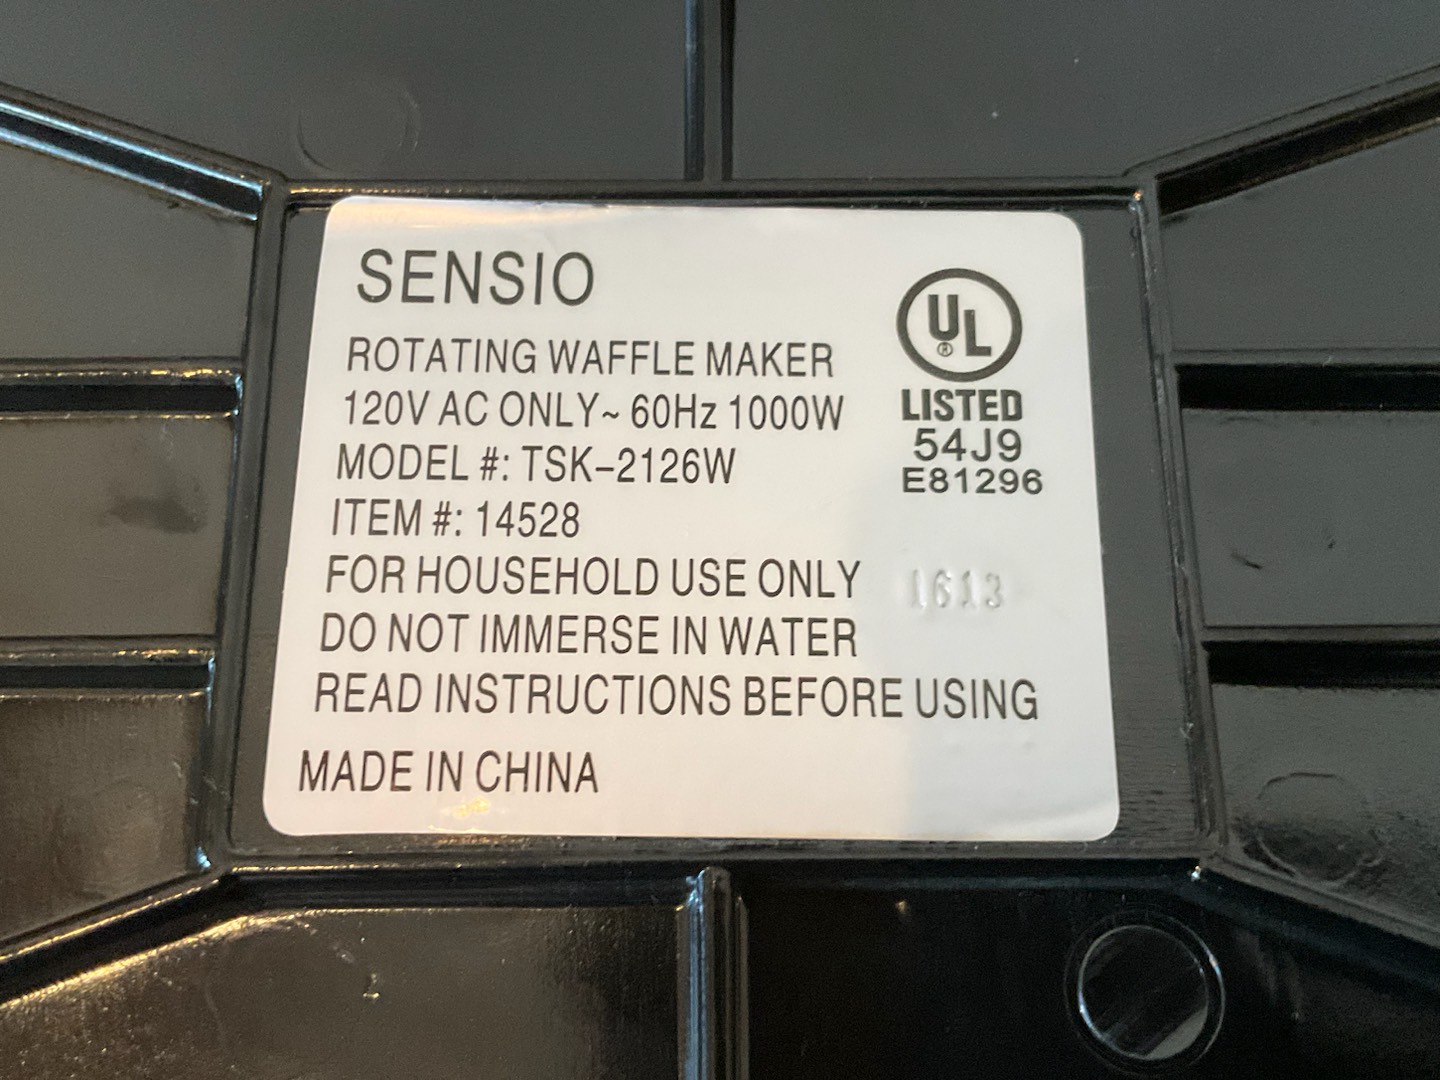 SENSIO
ROTATING WAFFLE MAKER
120V AC ONLY~ 60Hz 1000W
MODEL #: TSK-2126W
ITEM #: 14528
FOR HOUSEHOLD USE ONLY
DO NOT IMMERSE IN WATER
READ INSTRUCTIONS BEFORE USING
MADE IN CHINA
UL
®
LISTED
54J9
E81296
1613